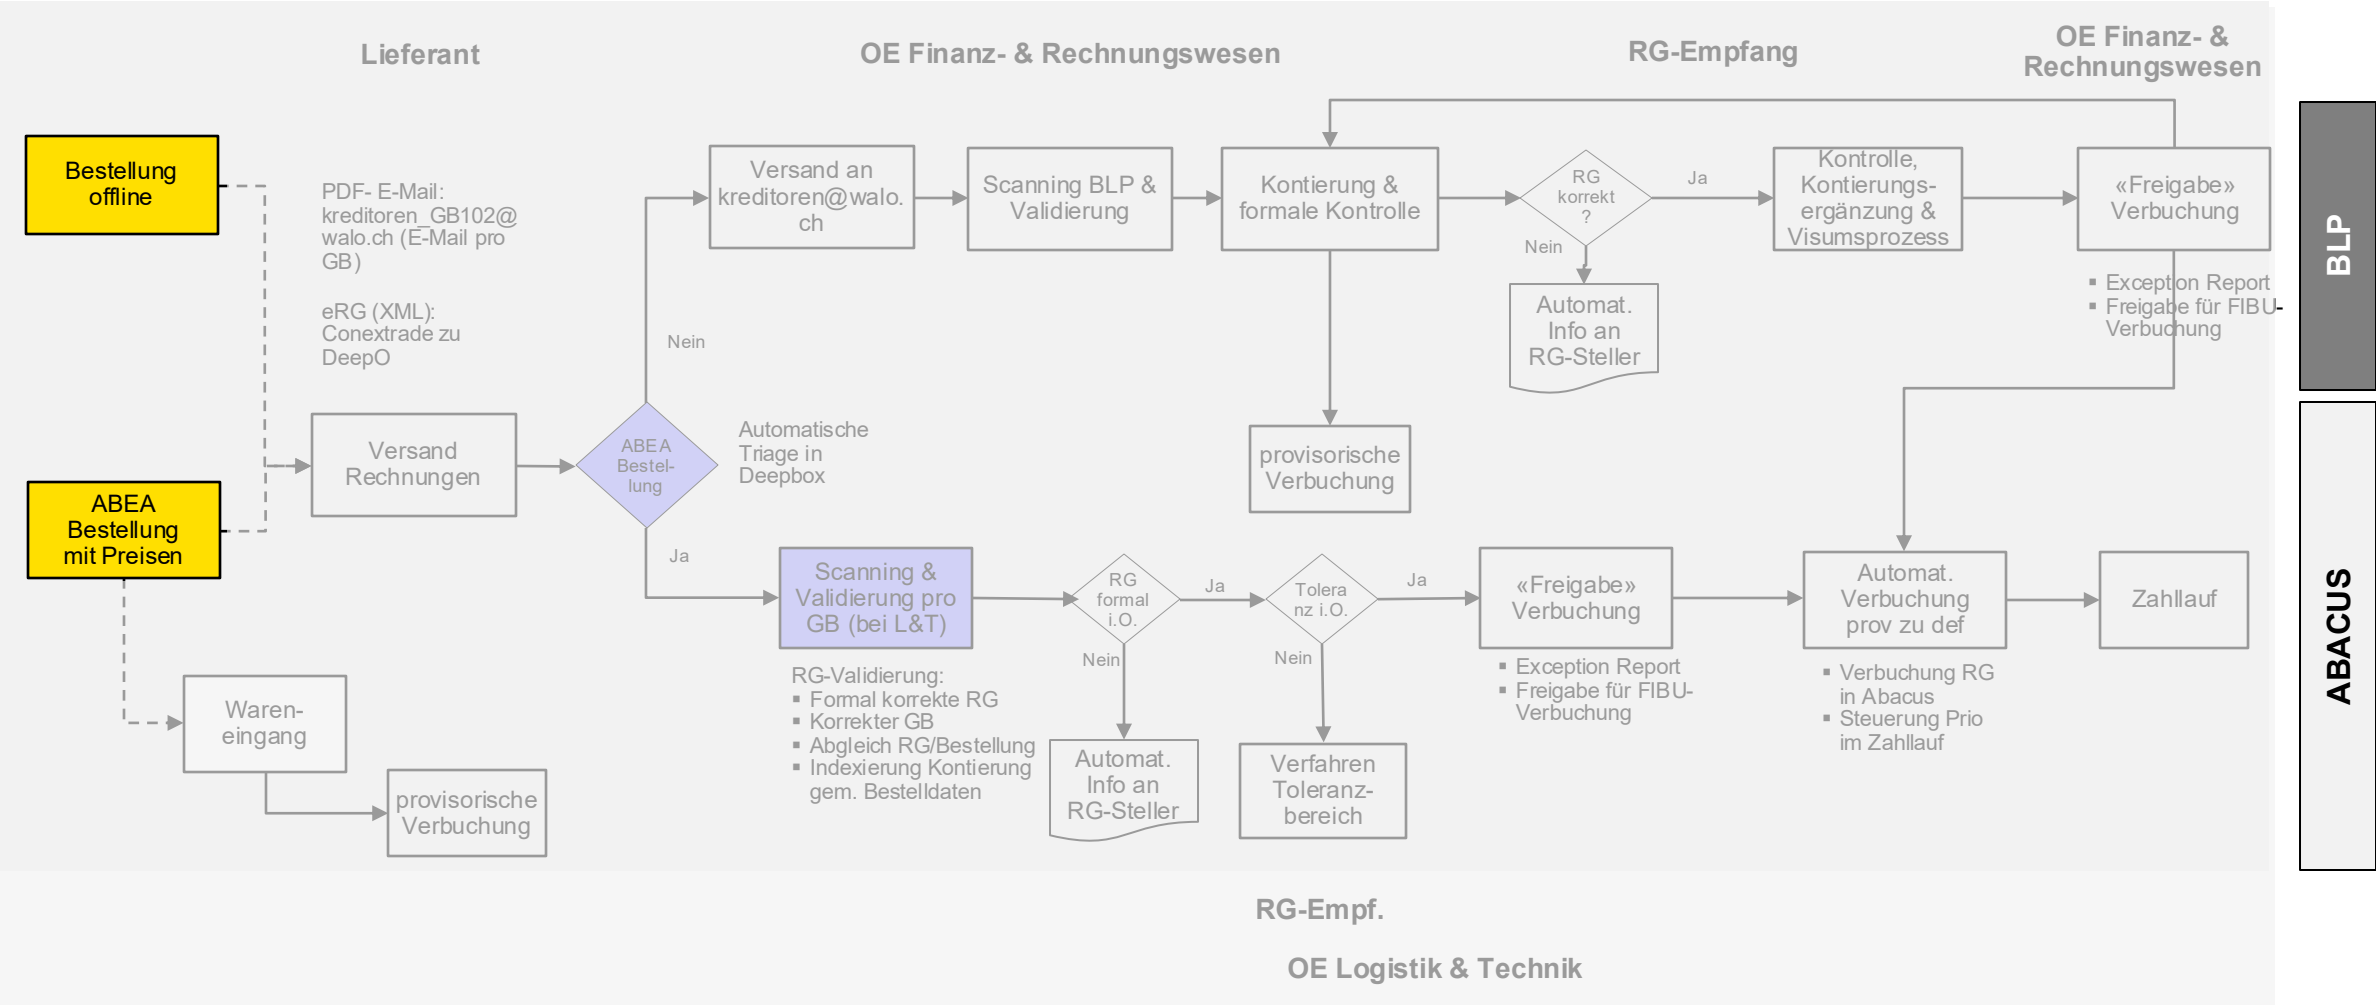 Lieferant
OE Finanz- & Rechnungswesen
RG-Empfang
OE Finanz- &
Rechnungswesen
Bestellung
offline
PDF- E-Mail:
kreditoren_GB102@
walo.ch (E-Mail pro
GB)
eRG (XML):
Conextrade zu
DeepO
Versand an
kreditoren@walo.
ch
Scanning BLP &
Validierung
Kontierung &
formale Kontrolle
RG
korrekt
?
Ja
Nein
Kontrolle,
Kontierungs-
ergänzung &
Visumsprozess
«Freigabe»
Verbuchung
▪ Exception Report
▪ Freigabe für FIBU-
Verbuchung
BLP
Automat.
Info an
RG-Steller
Nein
Versand
Rechnungen
ABEA
Bestel-
lung
Automatische
Triage in
Deepbox
provisorische
Verbuchung
ABEA
Bestellung
mit Preisen
Ja
Scanning &
Validierung pro
GB (bei L&T)
RG
formal
i.O.
Ja
Nein
Tolera
nz i.O.
Ja
Nein
«Freigabe»
Verbuchung
Automat.
Verbuchung
prov zu def
Zahllauf
ABACUS
RG-Validierung:
▪ Formal korrekte RG
▪ Korrekter GB
▪ Abgleich RG/Bestellung
▪ Indexierung Kontierung
gem. Bestelldaten
▪ Exception Report
▪ Freigabe für FIBU-
Verbuchung
▪ Verbuchung RG
in Abacus
▪ Steuerung Prio
im Zahllauf
Waren-
eingang
provisorische
Verbuchung
Automat.
Info an
RG-Steller
Verfahren
Toleranz-
bereich
RG-Empf.
OE Logistik & Technik